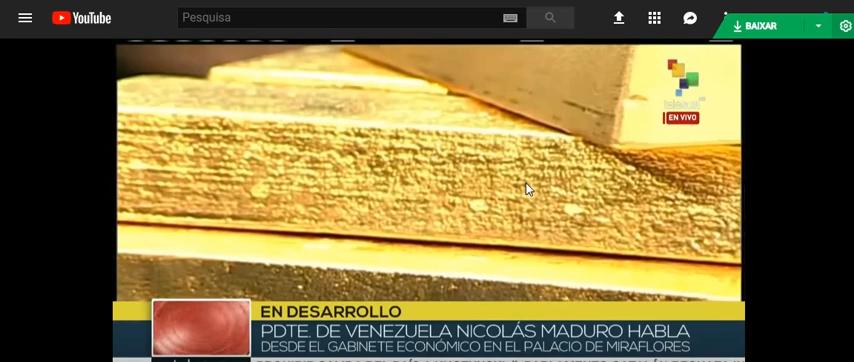 YouTube
Pesquisa
BAIXAR
teleSUR
EN VIVO
EN DESARROLLO
PDTE. DE VENEZUELA NICOLÁS MADURO HABLA
DESDE EL GABINETE ECONÓMICO EN EL PALACIO DE MIRAFLORES